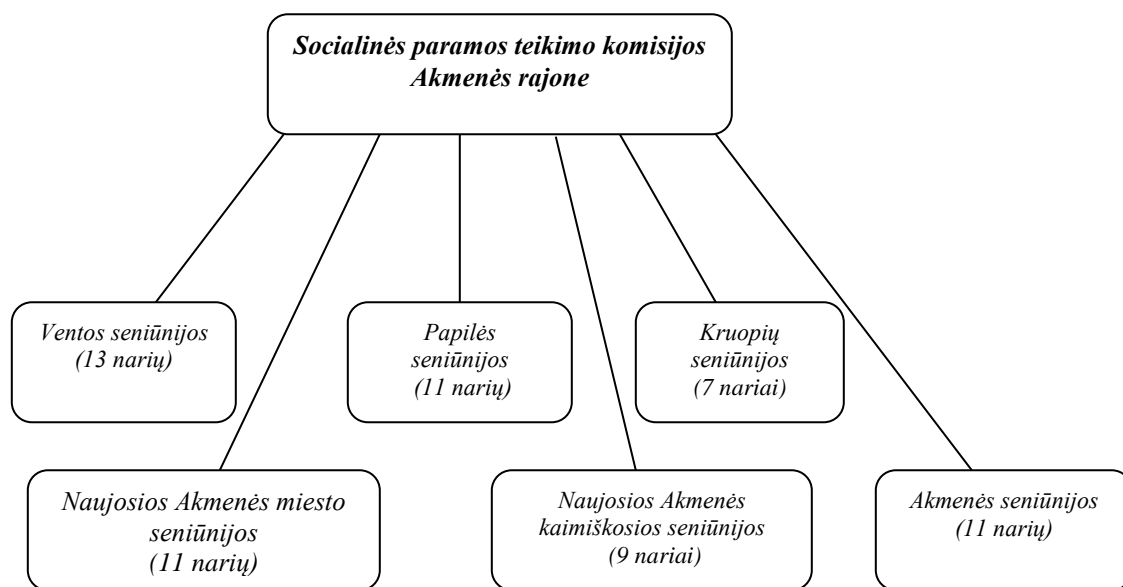 Socialinės paramos teikimo komisijos
Akmenės rajone
Ventos seniūnijos
(13 narių)
Papilės
seniūnijos
(11 narių)
Kruopių
seniūnijos
(7 nariai)
Naujosios Akmenės miesto
seniūnijos
(11 narių)
Naujosios Akmenės
kaimiškosios seniūnijos
(9 nariai)
Akmenės seniūnijos
(11 narių)